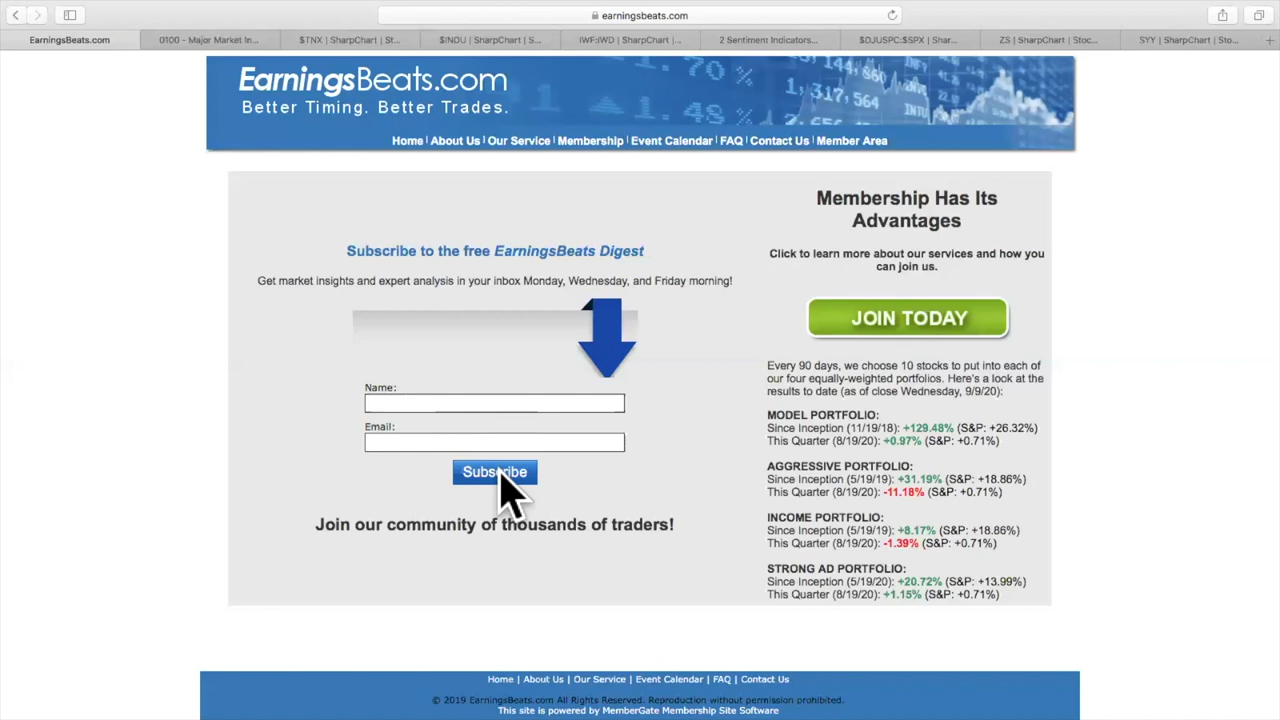 earningsbeats.com
EarningsBeats.com
0100 - Major Market In...
$TNX | SharpChart | St...
$INDU | SharpChart | S...
IWF:IWD | SharpChart |...
2 Sentiment Indicators...
$DJUSPC:$SPX | Shar...
ZS | SharpChart | Stoc...
SYY | SharpChart | Sto...
EarningsBeats.com
Better Timing. Better Trades.
Home | About Us | Our Service | Membership | Event Calendar | FAQ | Contact Us | Member Area
Subscribe to the free EarningsBeats Digest
Get market insights and expert analysis in your inbox Monday, Wednesday, and Friday morning!
Name:
Email:
Subscribe
Join our community of thousands of traders!
Membership Has Its
Advantages
Click to learn more about our services and how you
can join us.
JOIN TODAY
Every 90 days, we choose 10 stocks to put into each of
our four equally-weighted portfolios. Here's a look at the
results to date (as of close Wednesday, 9/9/20):
MODEL PORTFOLIO:
Since Inception (11/19/18): +129.48% (S&P: +26.32%)
This Quarter (8/19/20): +0.97% (S&P: +0.71%)
AGGRESSIVE PORTFOLIO:
Since Inception (5/19/19): +31.19% (S&P: +18.86%)
This Quarter (8/19/20): -11.18% (S&P: +0.71%)
INCOME PORTFOLIO:
Since Inception (5/19/19): +8.17% (S&P: +18.86%)
This Quarter (8/19/20): -1.39% (S&P: +0.71%)
STRONG AD PORTFOLIO:
Since Inception (5/19/20): +20.72% (S&P: +13.99%)
This Quarter (8/19/20): +1.15% (S&P: +0.71%)
Home | About Us | Our Service | Event Calendar | FAQ | Contact Us
© 2019 EarningsBeats.com All Rights Reserved. Reproduction without permission prohibited.
This site is powered by MemberGate Membership Site Software